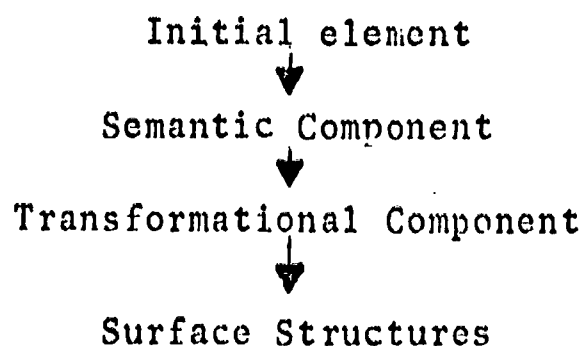 Initial element
Semantic Component
Transformational Component
Surface Structures